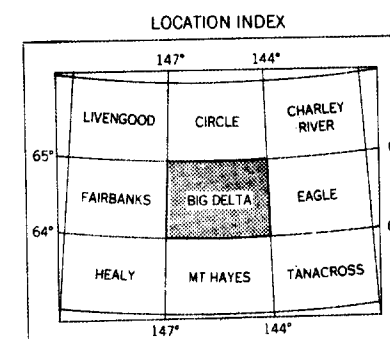 LOCATION INDEX
147° 144°
LIVENGOOD CIRCLE CHARLEY RIVER
65°
FAIRBANKS BIG DELTA EAGLE
64°
HEALY MT HAYES TANACROSS
147° 144°